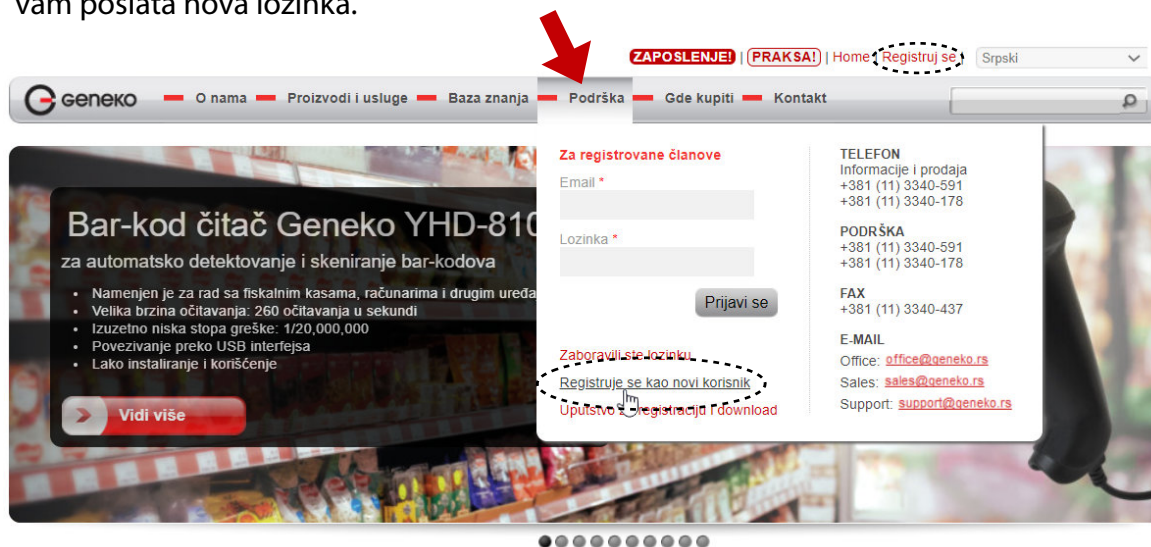 vam poslata nova lozinka.
ZAPOSLENJE! | PRAKSA! | Home | Registruj se | Srpski
Geneko O nama Proizvodi i usluge Baza znanja Podrška Gde kupiti Kontakt
Bar-kod čitač Geneko YHD-810
za automatsko detektovanje i skeniranje bar-kodova
• Namenjen je za rad sa fiskalnim kasama, računarima i drugim uređa
• Velika brzina očitavanja: 260 očitavanja u sekundi
• Izuzetno niska stopa greške: 1/20,000,000
• Povezivanje preko USB interfejsa
• Lako instaliranje i korišćenje
Vidi više
Za registrovane članove
Email *
Lozinka *
Prijavi se
Zaboravili ste lozinku
Registruje se kao novi korisnik
Uputstvo za registraciju i download
TELEFON
Informacije i prodaja
+381 (11) 3340-591
+381 (11) 3340-178
PODRŠKA
+381 (11) 3340-591
+381 (11) 3340-178
FAX
+381 (11) 3340-437
E-MAIL
Office: office@geneko.rs
Sales: sales@geneko.rs
Support: support@geneko.rs